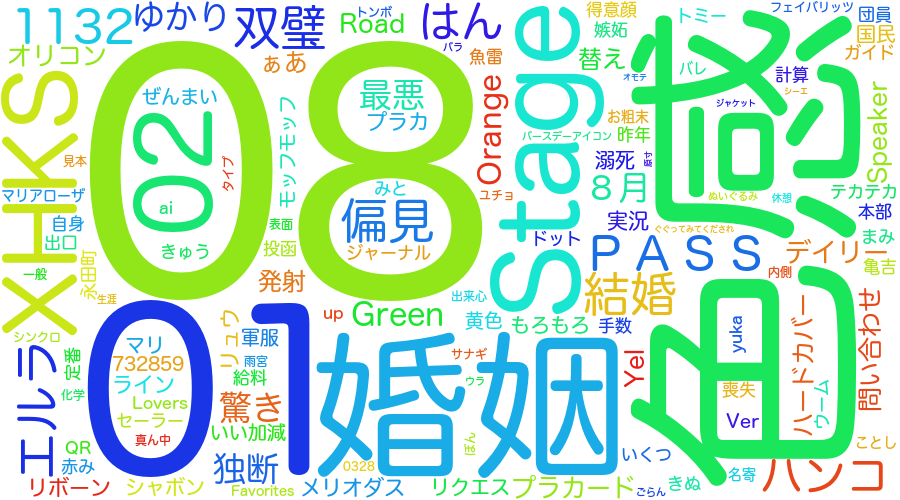 1132
ゆかり
双璧
Road
トンボ
はん
Stage
得意顔
嫉妬
トミー
フェイバリッツ
団員
国民
ガイド
オリコン
ぁあ
バラ
魚雷
替え
バレ
計算
オモテ
シーエ
ジャケット
惑
XHKS
08
02
ぜんまい
最悪
プラカ
モッフモッフ
Orange
お粗末
昨年
バースデーアイコン
Speaker
見本
タイプ
みと
ユチョ
溺死
8月
ぬいぐるみ
休憩
テカテカ
マリアローザ
ai
偏見
自身
表面
実況
本部
出口
きゅう
投函
ジャーナル
ドット
PASS
ぐぐってみてくだされ
デイリー
まみ
亀吉
一般
永田町
生涯
発射
出来心
結婚
内側
色
01
up
Green
黄色
もろもろ
手数
yuka
ハードカバー
問い合わせ
シンクロ
エルラ
定番
マリ
732859
リュウ
軍服
雨宮
サナギ
婚姻
Yel
化学
ライン
給料
ウラ
喪失
ウーム
Lovers
セーラー
驚き
Ver
真ん中
いい加減
ぽん
ことし
QR
赤み
独断
0328
いくつ
名寄
ハンコ
リボーン
シャボン
Favorites
メリオダス
リクエス
プラカード
ごらん
きぬ